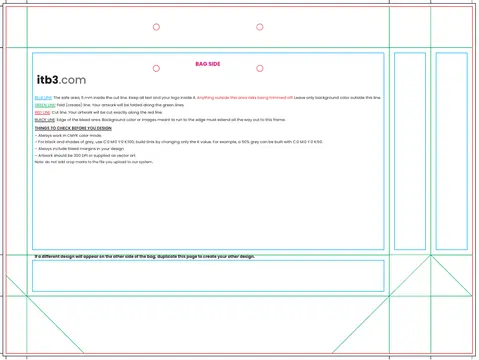 BAG SIDE
itb3.com
BLUE LINE: The safe area, 5 mm inside the cut line. Keep all text and your logo inside it. Anything outside this area risks being trimmed off! Leave only background color outside this line.
GREEN LINE: Fold (crease) line. Your artwork will be folded along the green lines.
RED LINE: Cut line. Your artwork will be cut exactly along the red line.
BLACK LINE: Edge of the bleed area. Background color or images meant to run to the edge must extend all the way out to this frame.
THINGS TO CHECK BEFORE YOU DESIGN
- Always work in CMYK color mode.
- For black and shades of grey, use C:0 M:0 Y:0 K:100, build tints by changing only the K value. For example, a 50% grey can be built with C:0 M:0 Y:0 K:50.
- Always include bleed margins in your design
- Artwork should be 300 DPI or supplied as vector art.
Note: do not add crop marks to the file you upload to our system.
If a different design will appear on the other side of the bag, duplicate this page to create your other design.